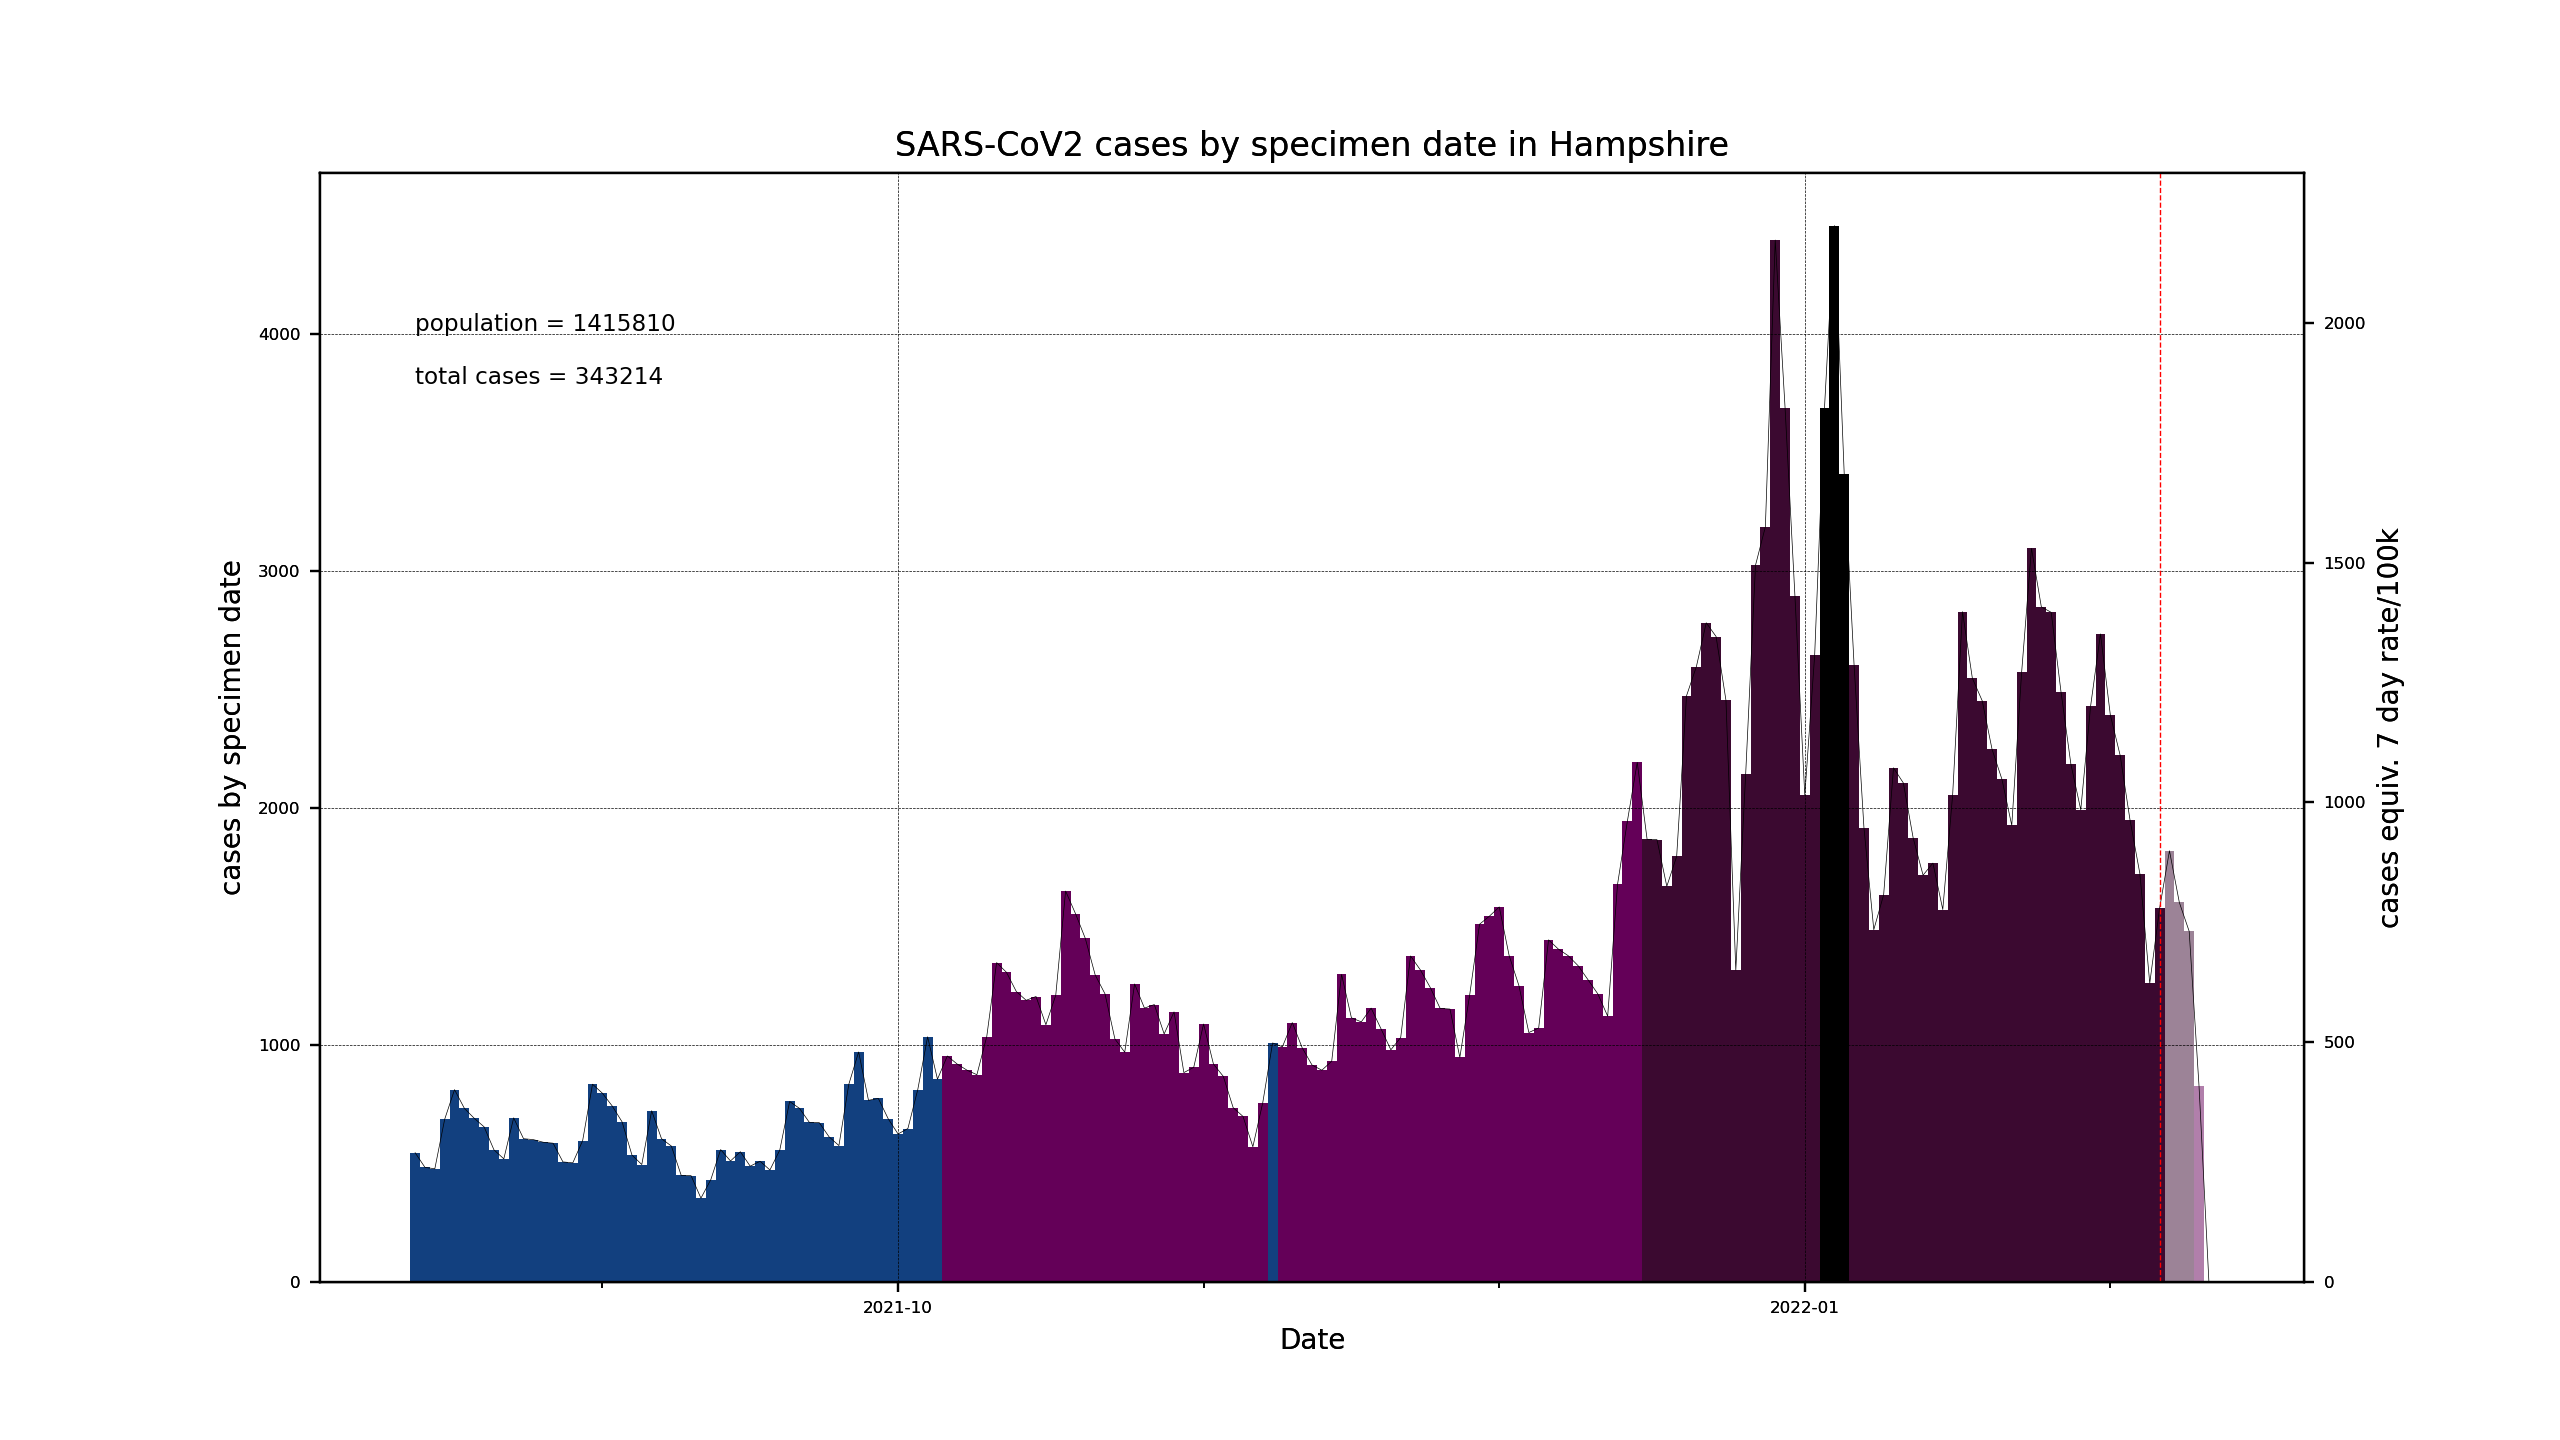 SARS-CoV2 cases by specimen date in Hampshire
population = 1415810
total cases = 343214
cases by specimen date
4000
3000
2000
1000
0
2000
1500
1000
500
0
cases equiv. 7 day rate/100k
2021-10
2022-01
Date